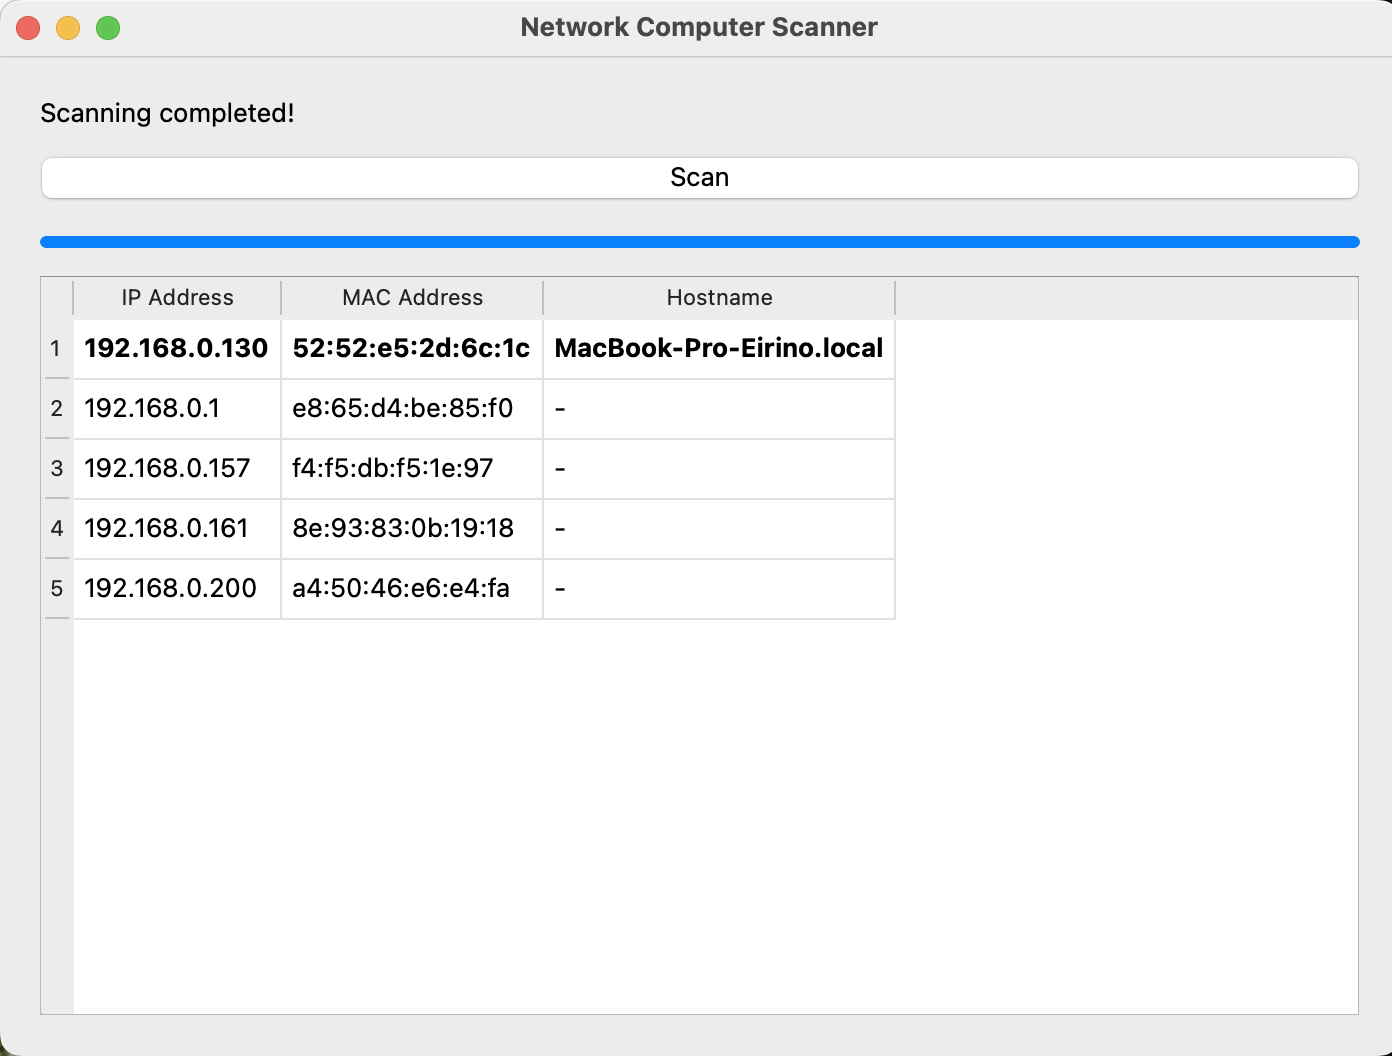 Network Computer Scanner
Scanning completed!
Scan
IP Address MAC Address Hostname
1 192.168.0.130 52:52:e5:2d:6c:1c MacBook-Pro-Eirino.local
2 192.168.0.1 e8:65:d4:be:85:f0 -
3 192.168.0.157 f4:f5:db:f5:1e:97 -
4 192.168.0.161 8e:93:83:0b:19:18 -
5 192.168.0.200 a4:50:46:e6:e4:fa -